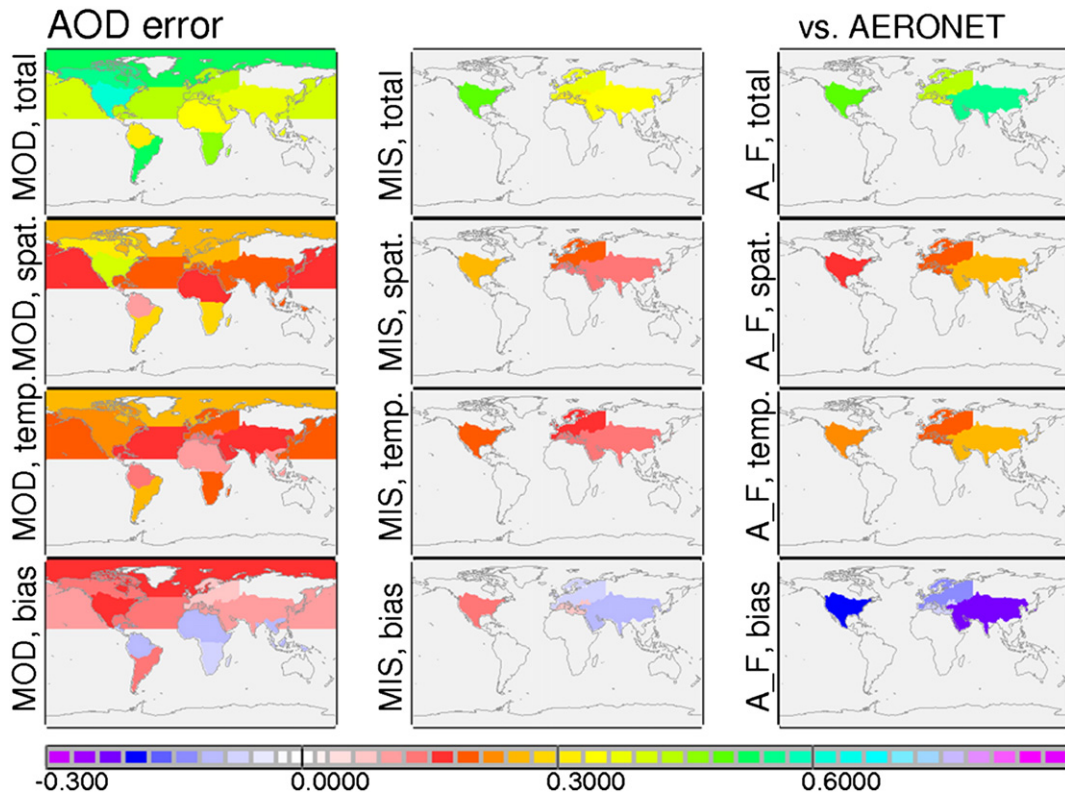 AOD error
vs. AERONET
MOD, total
MIS, total
A_F, total
MOD, spat.
MIS, spat.
A_F, spat.
MOD, temp.
MIS, temp.
A_F, temp.
MOD, bias
MIS, bias
A_F, bias
-0.300 0.0000 0.3000 0.6000